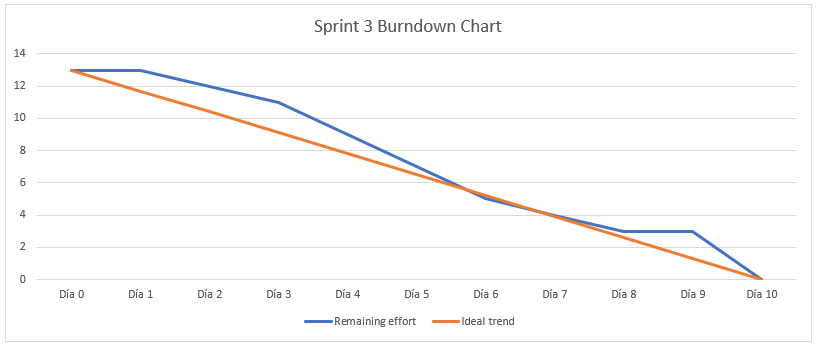 Sprint 3 Burndown Chart
14
12
10
8
6
4
2
0
Día 0 Día 1 Día 2 Día 3 Día 4 Día 5 Día 6 Día 7 Día 8 Día 9 Día 10
Remaining effort Ideal trend